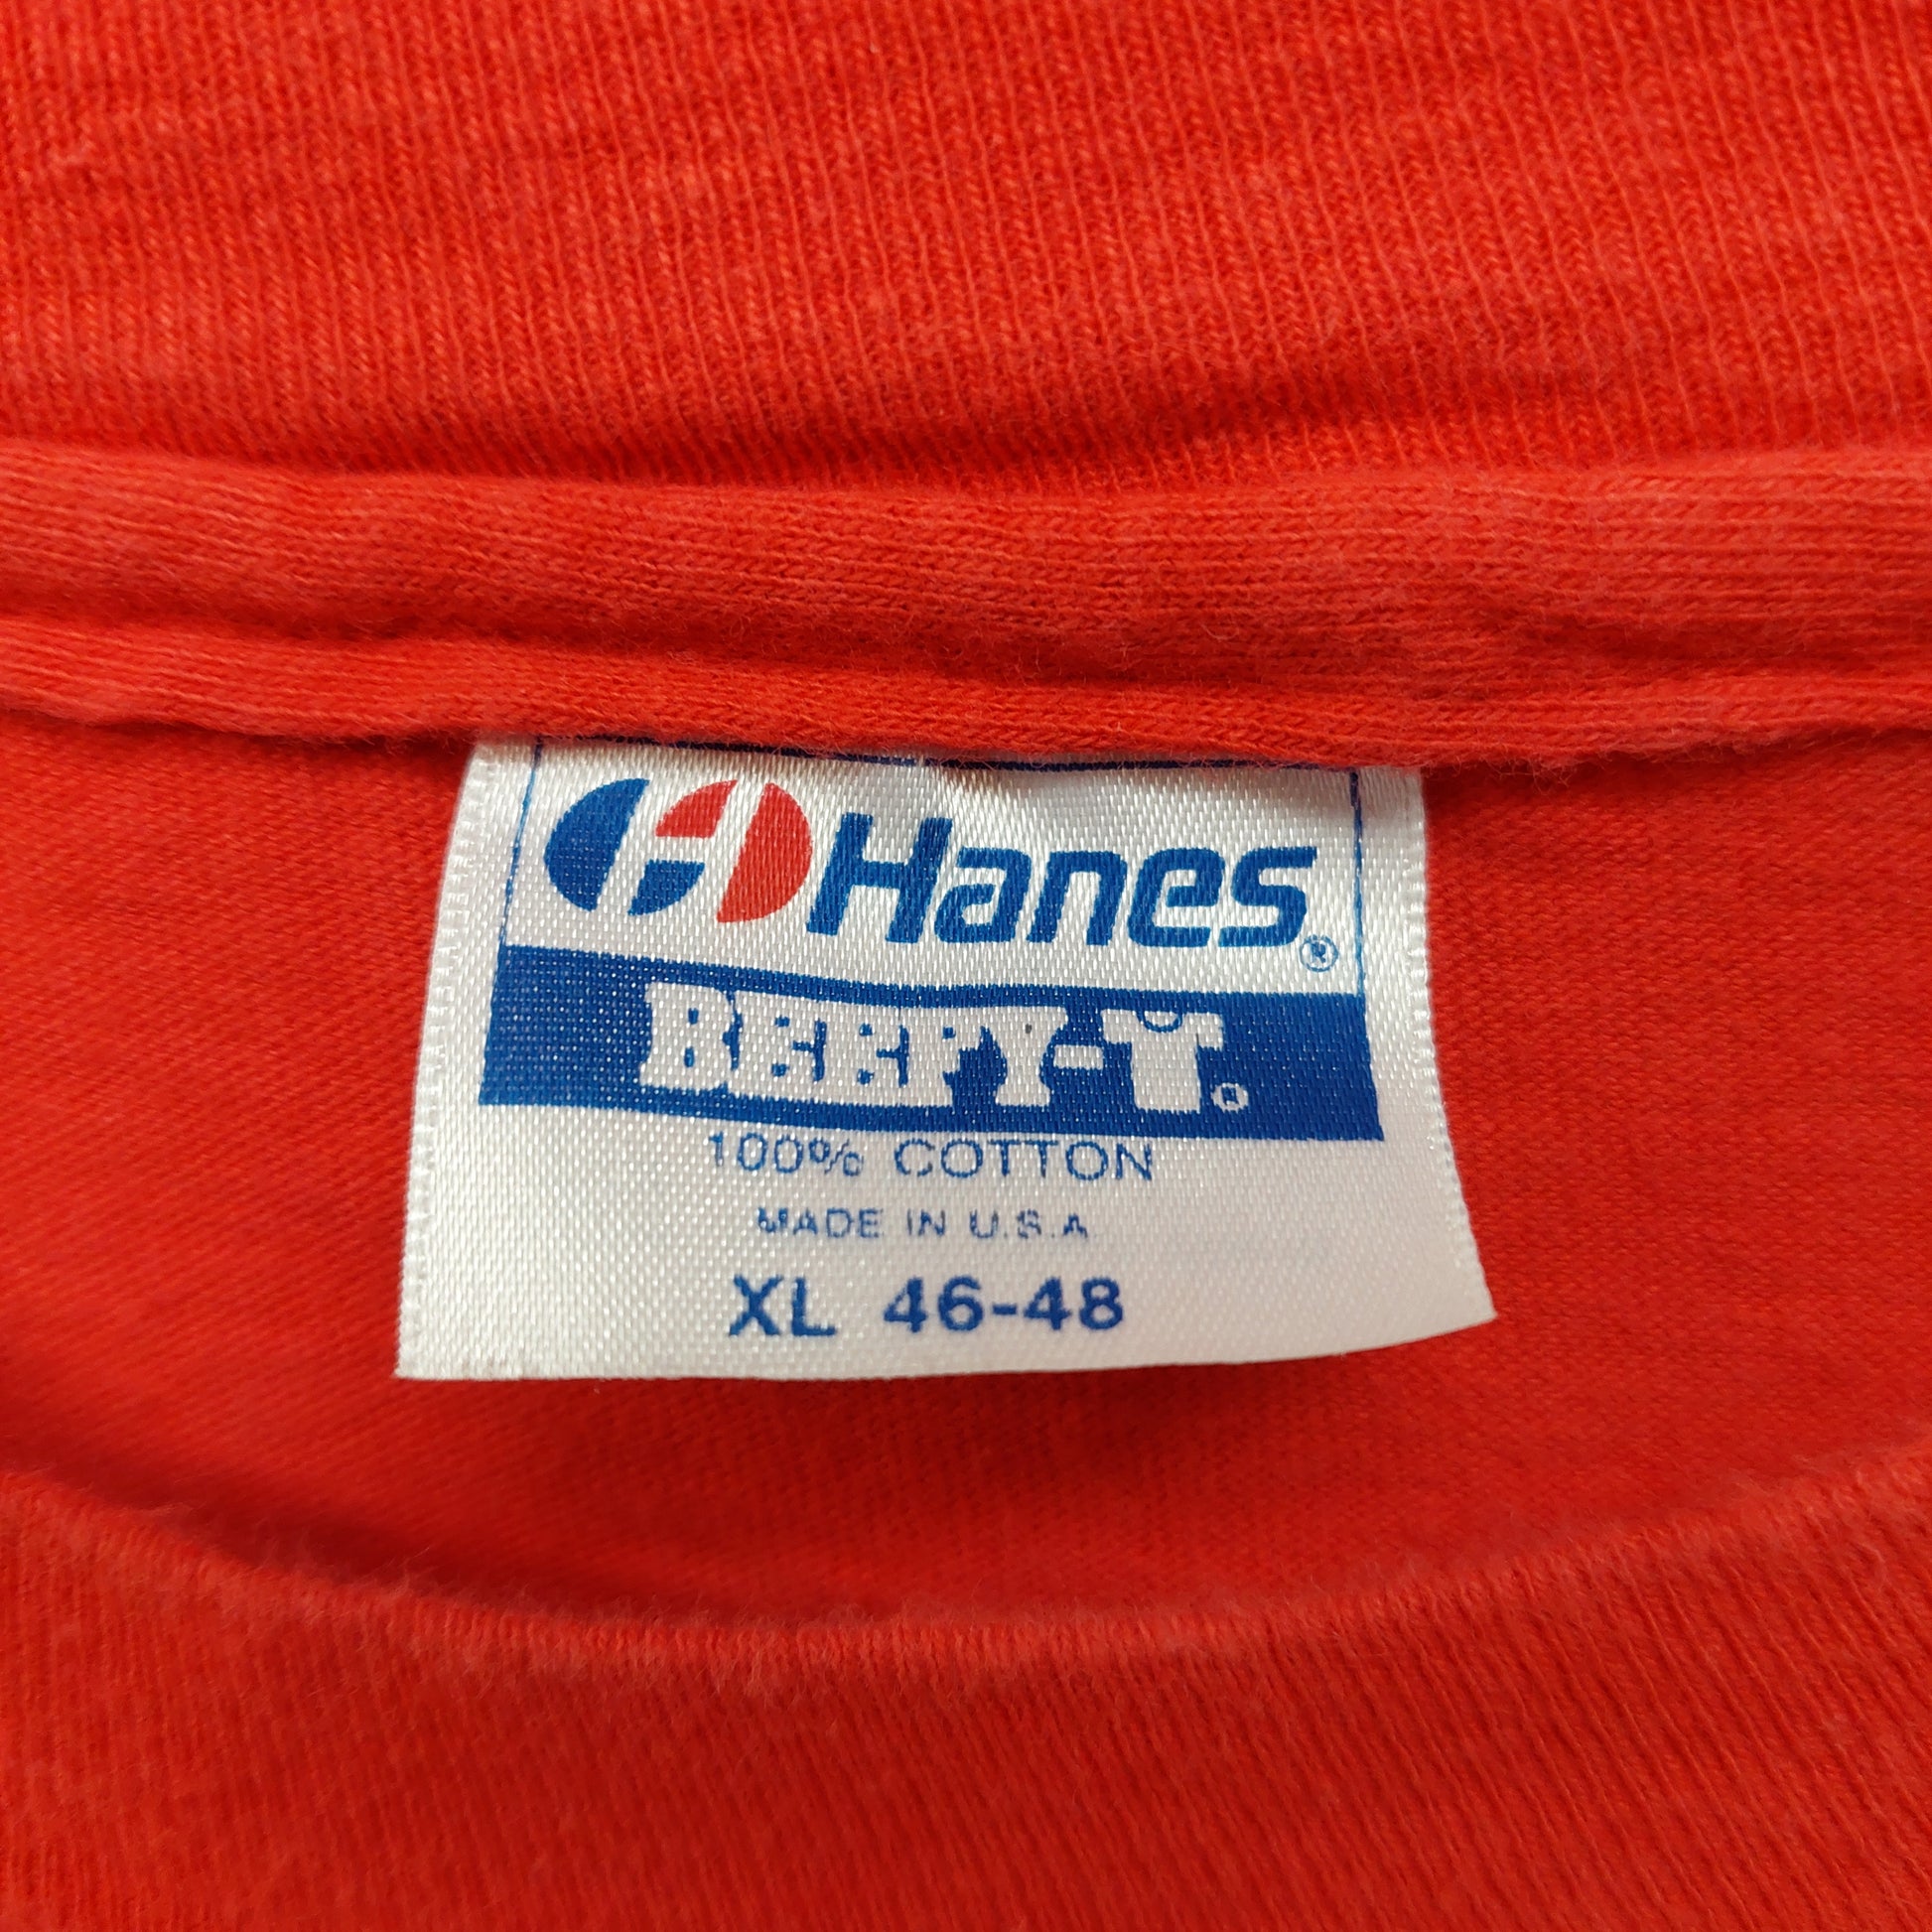 Hanes®
BEEFY-T®
100% COTTON
MADE IN U.S.A.
XL 46-48